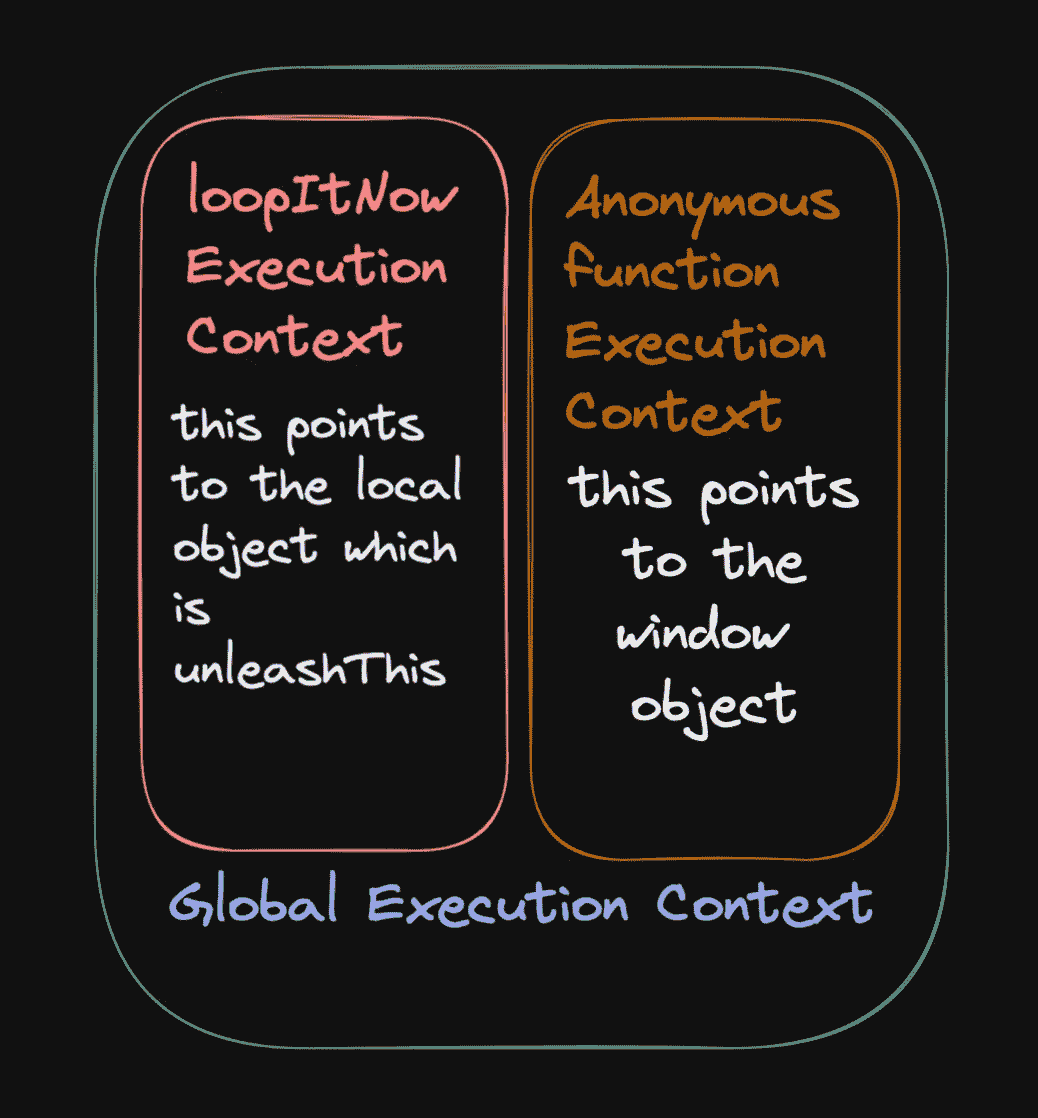 loopItNow
Execution
Context
this points
to the local
object which
is
unleashThis
Anonymous
function
Execution
Context
this points
to the
window
object
Global Execution Context